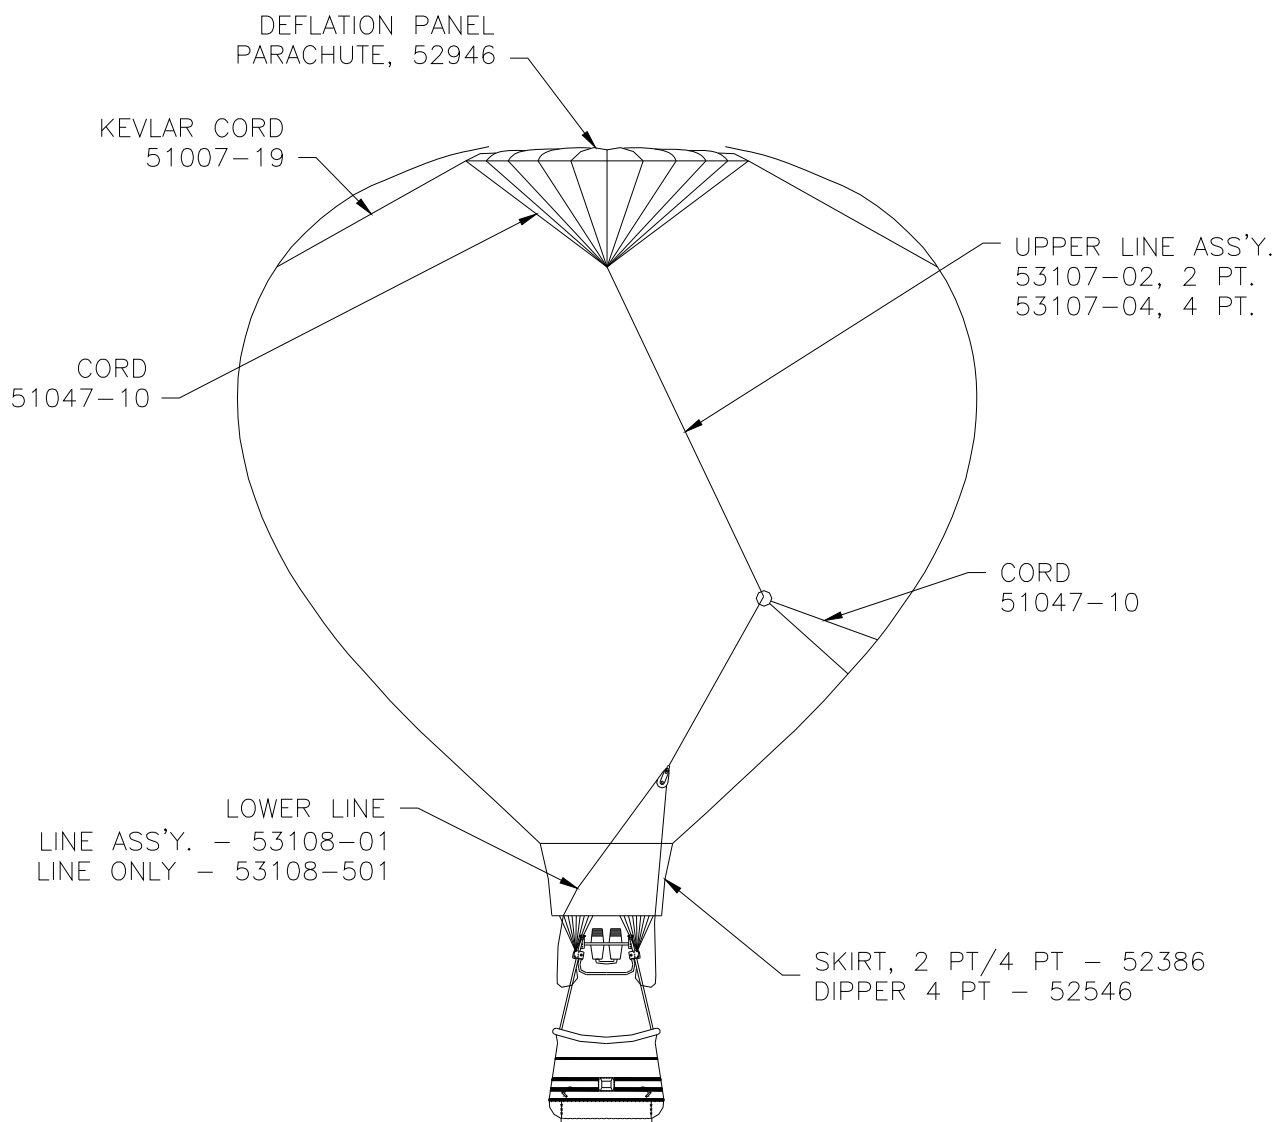 DEFLATION PANEL
PARACHUTE, 52946
KEVLAR CORD
51007-19
UPPER LINE ASS'Y.
53107-02, 2 PT.
53107-04, 4 PT.
CORD
51047-10
CORD
51047-10
LOWER LINE
LINE ASS'Y. - 53108-01
LINE ONLY - 53108-501
SKIRT, 2 PT/4 PT - 52386
DIPPER 4 PT - 52546